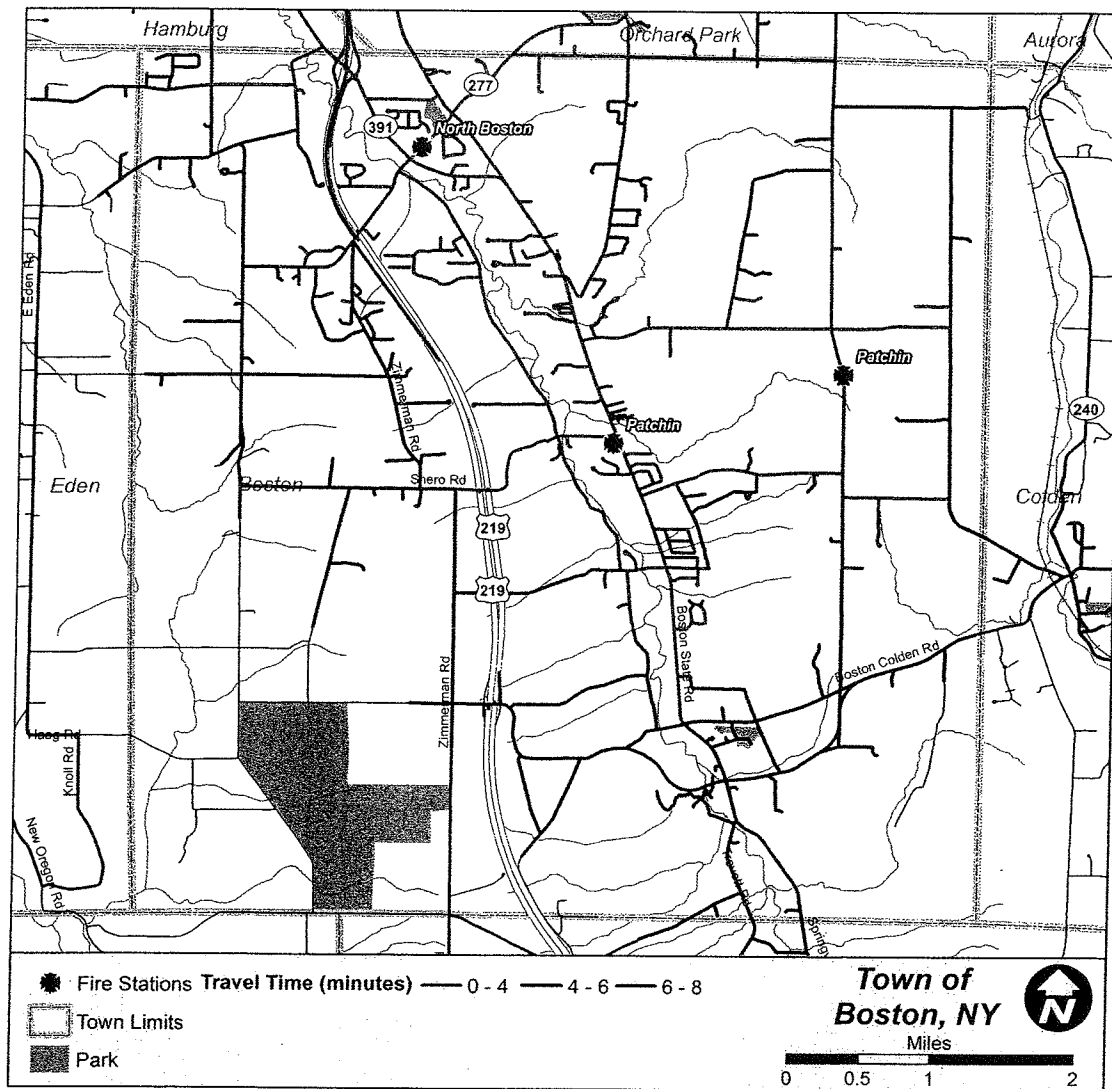 Hamburg
Orchard Park
Aurora
277
391
North Boston
E Eden Rd
Patchin
Zimmerman Rd
Patchin
240
Eden
Boston
Shero Rd
Colden
219
219
Boston State Rd
Boston Colden Rd
Zimmerman Rd
Haag Rd
Knoll Rd
New Oregon Rd
Rd
Springv
Fire Stations Travel Time (minutes) 0 - 4 4 - 6 6 - 8
Town Limits
Park
Town of
Boston, NY
N
Miles
0 0.5 1 2